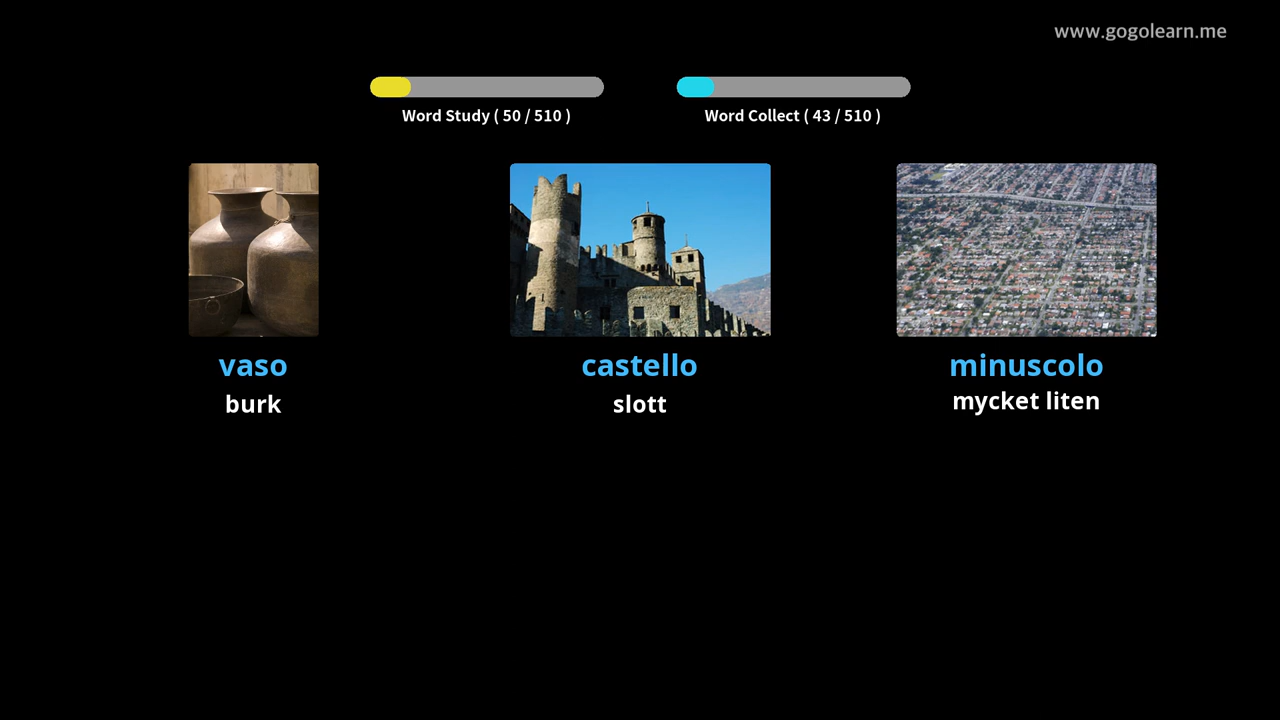 www.gogolearn.me
Word Study ( 50 / 510 )
Word Collect ( 43 / 510 )
vaso
burk
castello
slott
minuscolo
mycket liten